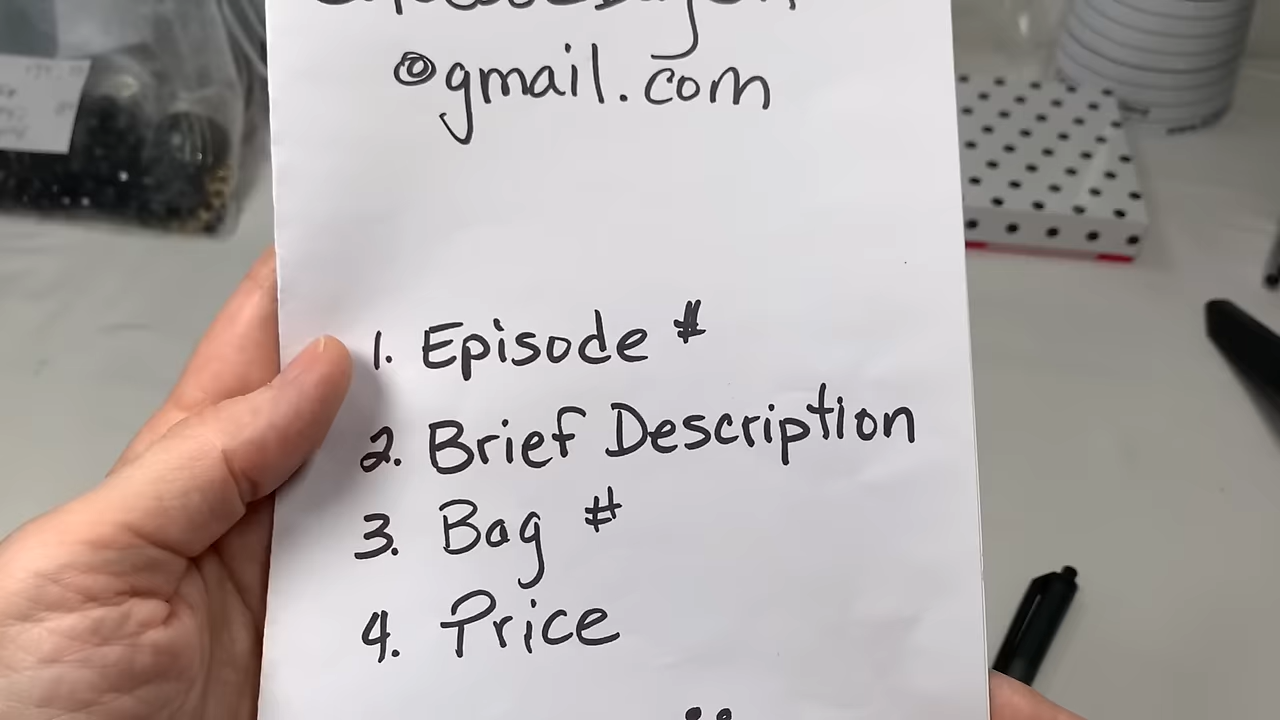 @gmail.com
1. Episode #
2. Brief Description
3. Bag #
4. Price